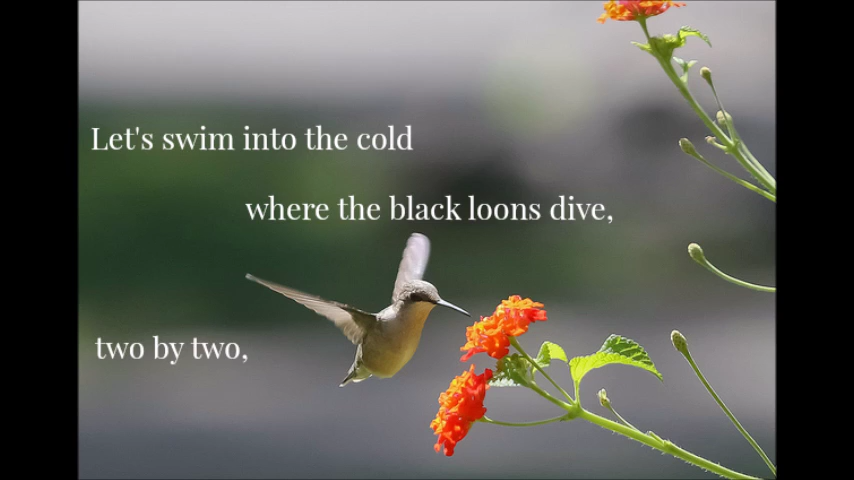 Let's swim into the cold
where the black loons dive,
two by two,